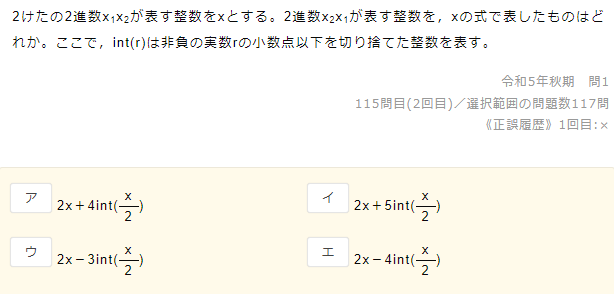 2けたの2進数x₁x₂が表す整数をxとする。2進数x₂x₁が表す整数を，xの式で表したものはど
れか。ここで，int(r)は非負の実数rの小数点以下を切り捨てた整数を表す。
令和5年秋期　問1
115問目(2回目)／選択範囲の問題数117問
《正誤履歴》1回目:×
ア 2x＋4int(x/2)
イ 2x＋5int(x/2)
ウ 2x－3int(x/2)
エ 2x－4int(x/2)